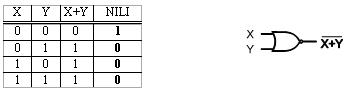 X Y X+Y NILI
0 0 0 1
0 1 1 0
1 0 1 0
1 1 1 0
X
Y
X+Y